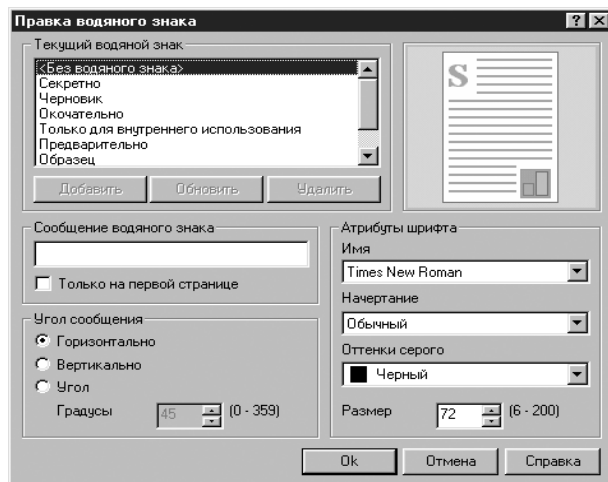 Правка водяного знака
Текущий водяной знак
<Без водяного знака>
Секретно
Черновик
Окочательно
Только для внутреннего использования
Предварительно
Образец
Добавить Обновить Удалить
S
Сообщение водяного знака
Только на первой странице
Угол сообщения
Горизонтально
Вертикально
Угол
Градусы 45 (0 - 359)
Атрибуты шрифта
Имя
Times New Roman
Начертание
Обычный
Оттенки серого
Черный
Размер 72 (6 - 200)
Ok Отмена Справка